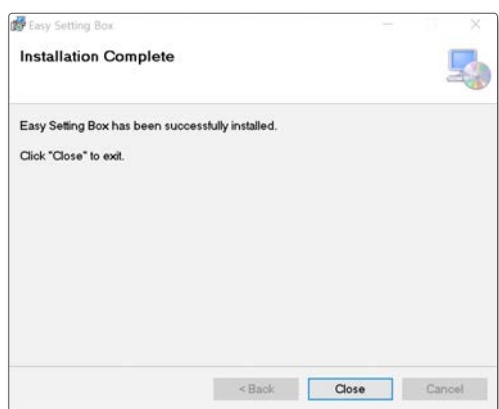 Easy Setting Box
Installation Complete
Easy Setting Box has been successfully installed.
Click "Close" to exit.
< Back
Close
Cancel